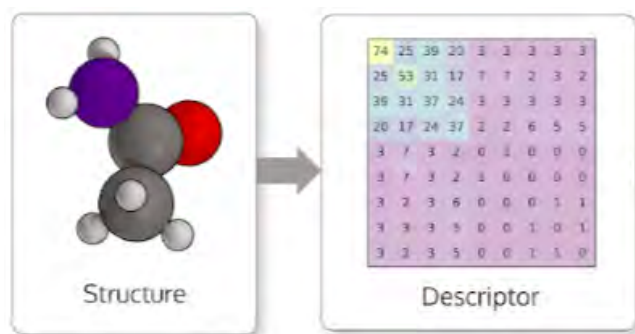 74 25 39 20 3 3 3 3 3
25 53 31 17 7 7 2 3 2
39 31 37 24 3 3 3 3 3
20 17 24 37 2 2 6 5 5
3 7 3 2 0 1 0 0 0
3 7 3 2 1 0 0 0 0
3 2 3 6 0 0 0 1 1
3 3 3 5 0 0 1 0 1
3 2 3 5 0 0 1 1 0
Structure
Descriptor